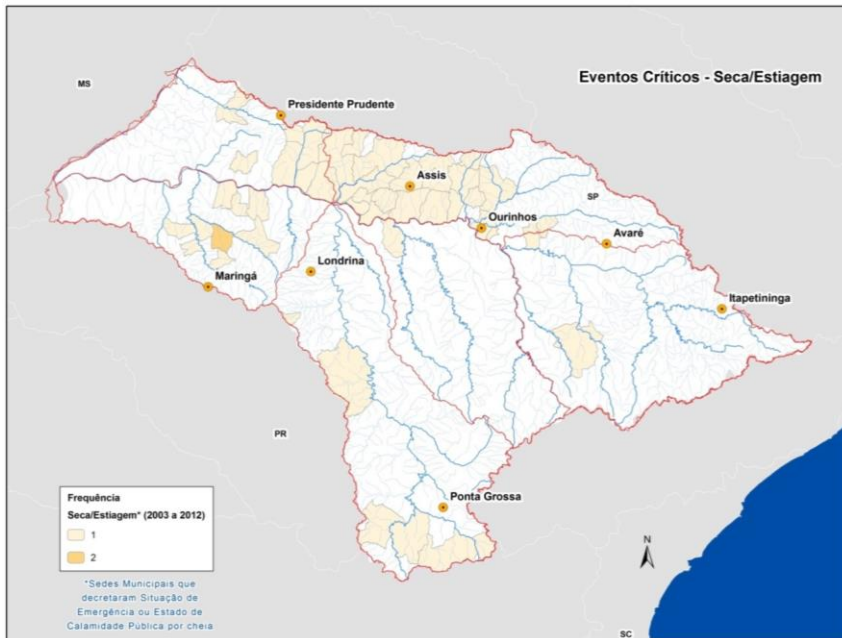 Eventos Críticos - Seca/Estiagem
MS
Presidente Prudente
Assis
SP
Ourinhos
Avaré
Londrina
Maringá
Itapetininga
PR
Ponta Grossa
Frequência
Seca/Estiagem* (2003 a 2012)
1
2
*Sedes Municipais que
decretaram Situação de
Emergência ou Estado de
Calamidade Pública por cheia
N
SC